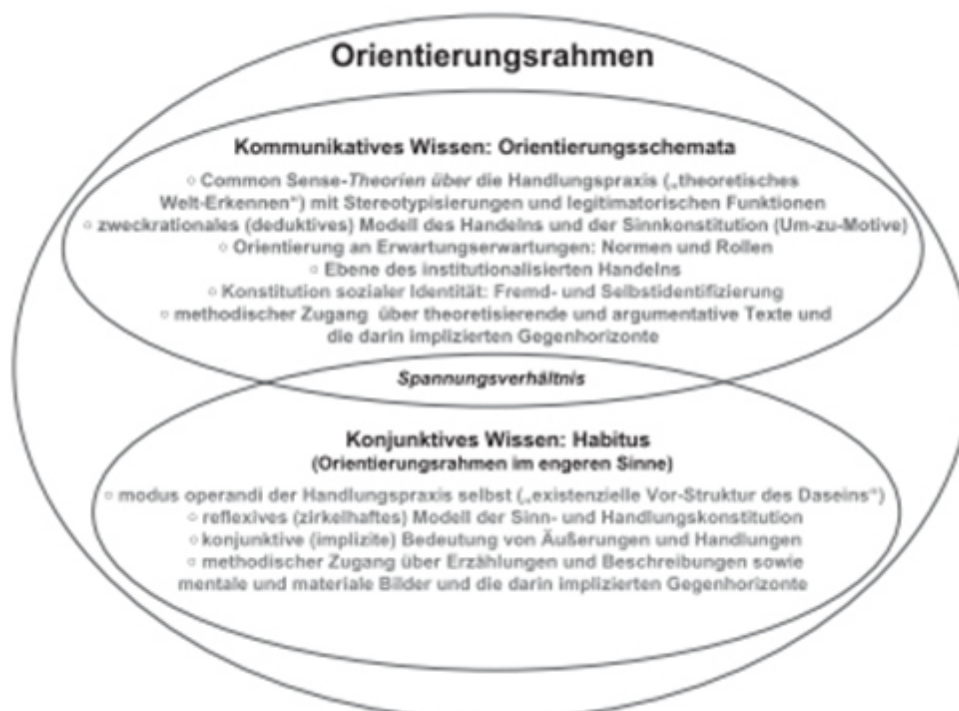 Orientierungsrahmen
Kommunikatives Wissen: Orientierungsschemata
○ Common Sense-Theorien über die Handlungspraxis („theoretisches
Welt-Erkennen“) mit Stereotypisierungen und legitimatorischen Funktionen
○ zweckrationales (deduktives) Modell des Handelns und der Sinnkonstitution (Um-zu-Motive)
○ Orientierung an Erwartungserwartungen: Normen und Rollen
○ Ebene des institutionalisierten Handelns
○ Konstitution sozialer Identität: Fremd- und Selbstidentifizierung
○ methodischer Zugang über theoretisierende und argumentative Texte und
die darin implizierten Gegenhorizonte
Spannungsverhältnis
Konjunktives Wissen: Habitus
(Orientierungsrahmen im engeren Sinne)
○ modus operandi der Handlungspraxis selbst („existenzielle Vor-Struktur des Daseins“)
○ reflexives (zirkelhaftes) Modell der Sinn- und Handlungskonstitution
○ konjunktive (implizite) Bedeutung von Äußerungen und Handlungen
○ methodischer Zugang über Erzählungen und Beschreibungen sowie
mentale und materiale Bilder und die darin implizierten Gegenhorizonte